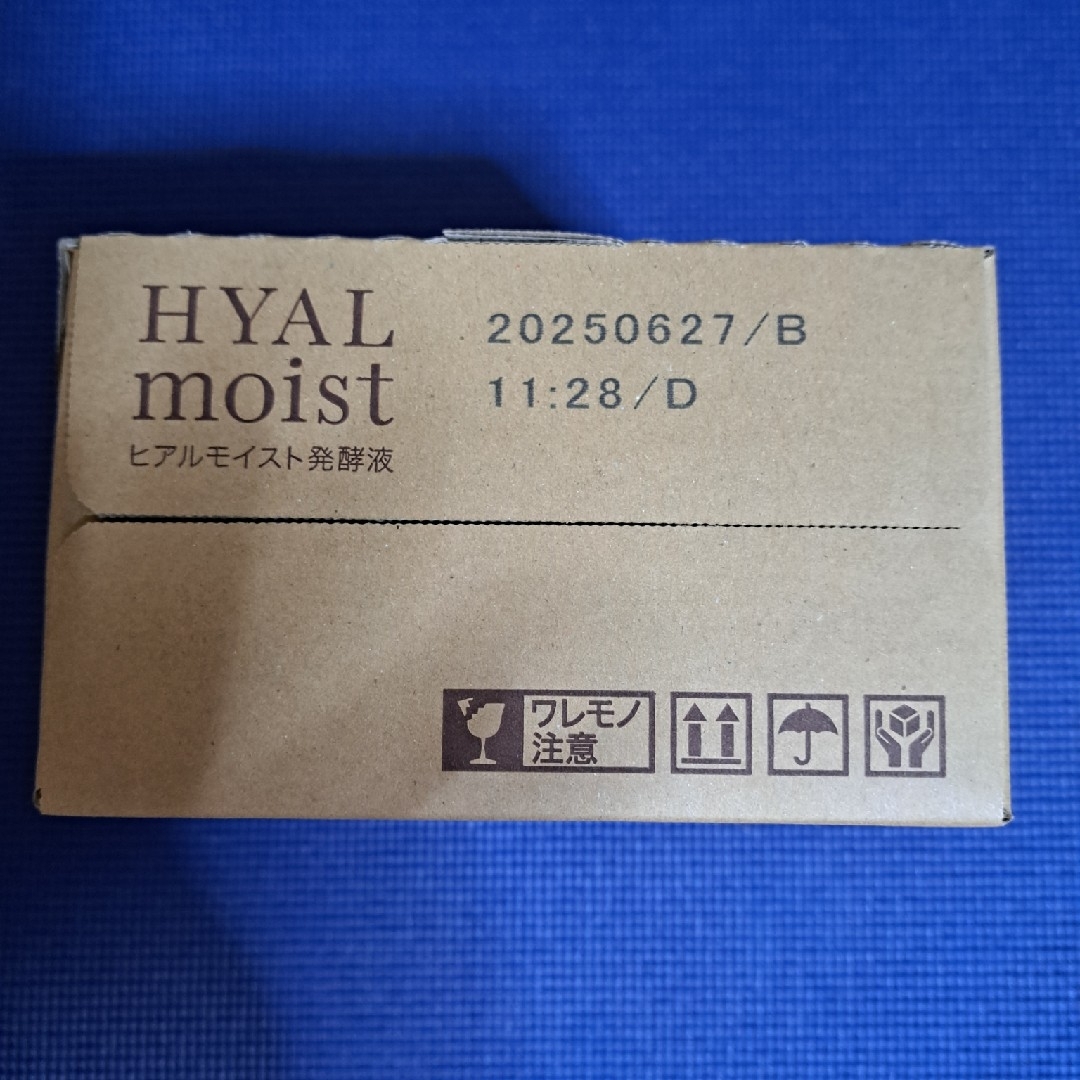 HYAL
moist
ヒアルモイスト発酵液
20250627/B
11:28/D
ワレモノ
注意